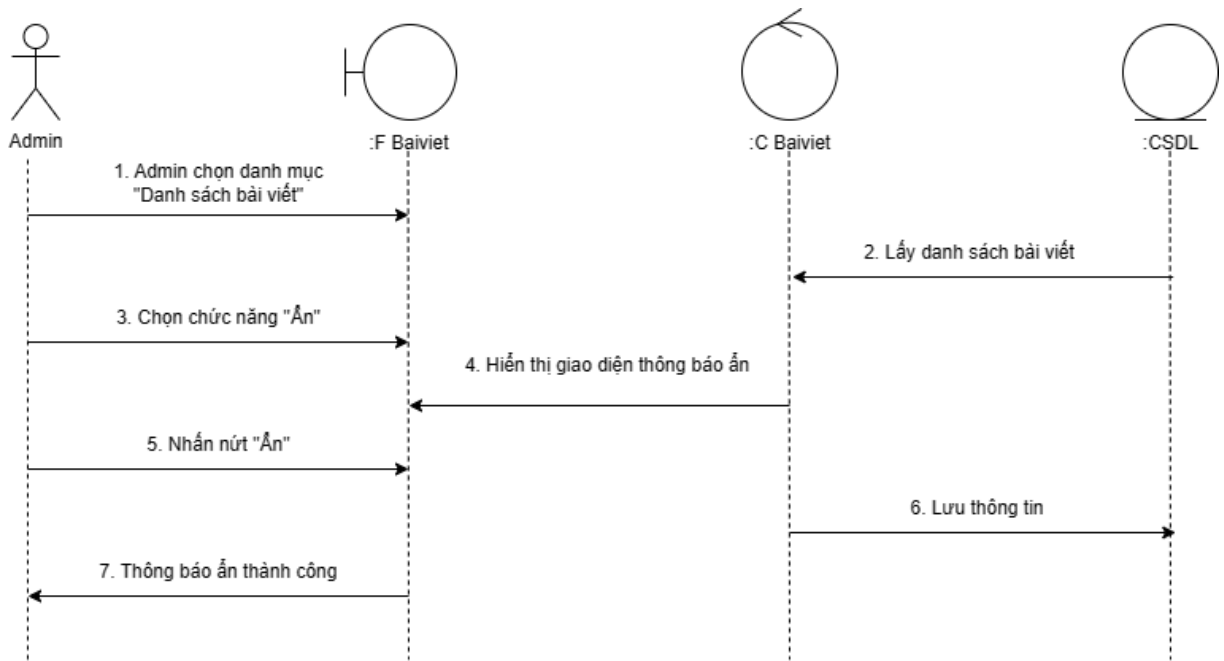 Admin
:F Baiviet
:C Baiviet
:CSDL
1. Admin chọn danh mục
"Danh sách bài viết"
2. Lấy danh sách bài viết
3. Chọn chức năng "Ẩn"
4. Hiển thị giao diện thông báo ẩn
5. Nhấn nứt "Ẩn"
6. Lưu thông tin
7. Thông báo ẩn thành công